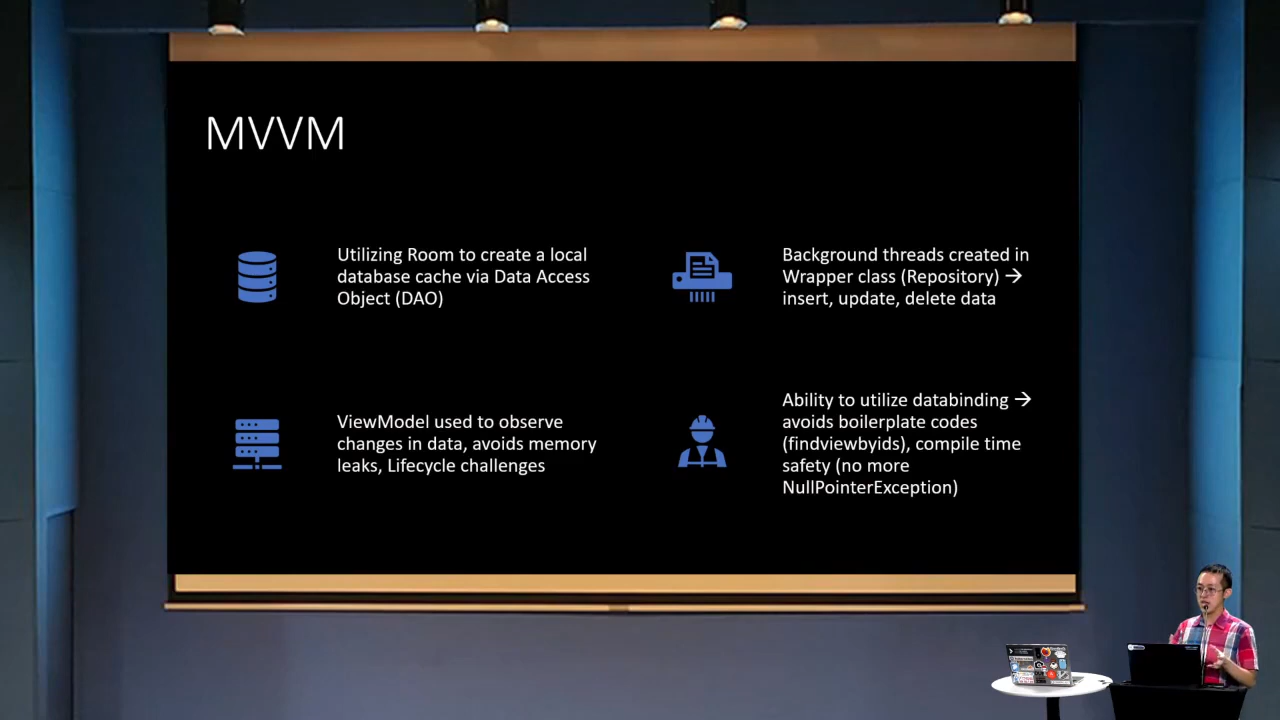 MVVM
Utilizing Room to create a local
database cache via Data Access
Object (DAO)
Background threads created in
Wrapper class (Repository) →
insert, update, delete data
ViewModel used to observe
changes in data, avoids memory
leaks, Lifecycle challenges
Ability to utilize databinding →
avoids boilerplate codes
(findviewbyids), compile time
safety (no more
NullPointerException)